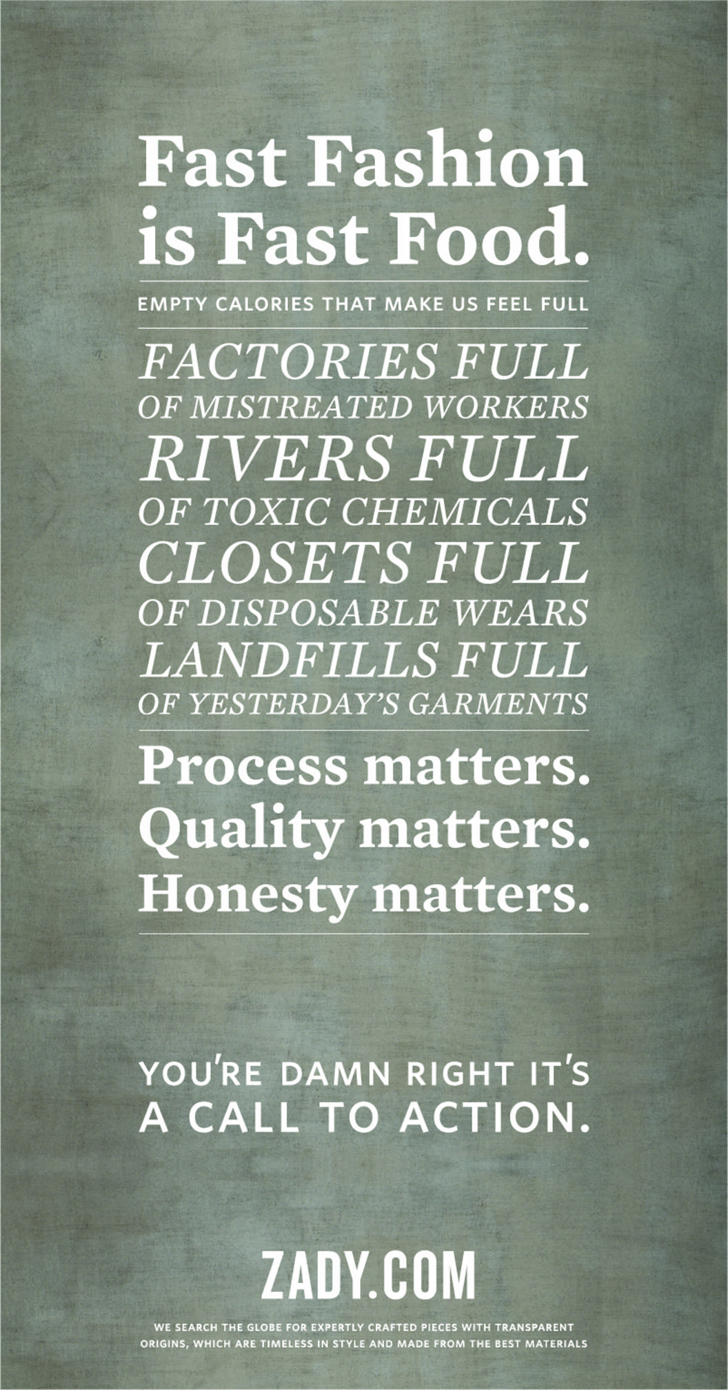 Fast Fashion
is Fast Food.
EMPTY CALORIES THAT MAKE US FEEL FULL
FACTORIES FULL
OF MISTREATED WORKERS
RIVERS FULL
OF TOXIC CHEMICALS
CLOSETS FULL
OF DISPOSABLE WEARS
LANDFILLS FULL
OF YESTERDAY'S GARMENTS
Process matters.
Quality matters.
Honesty matters.
YOU'RE DAMN RIGHT IT'S
A CALL TO ACTION.
ZADY.COM
WE SEARCH THE GLOBE FOR EXPERTLY CRAFTED PIECES WITH TRANSPARENT
ORIGINS, WHICH ARE TIMELESS IN STYLE AND MADE FROM THE BEST MATERIALS